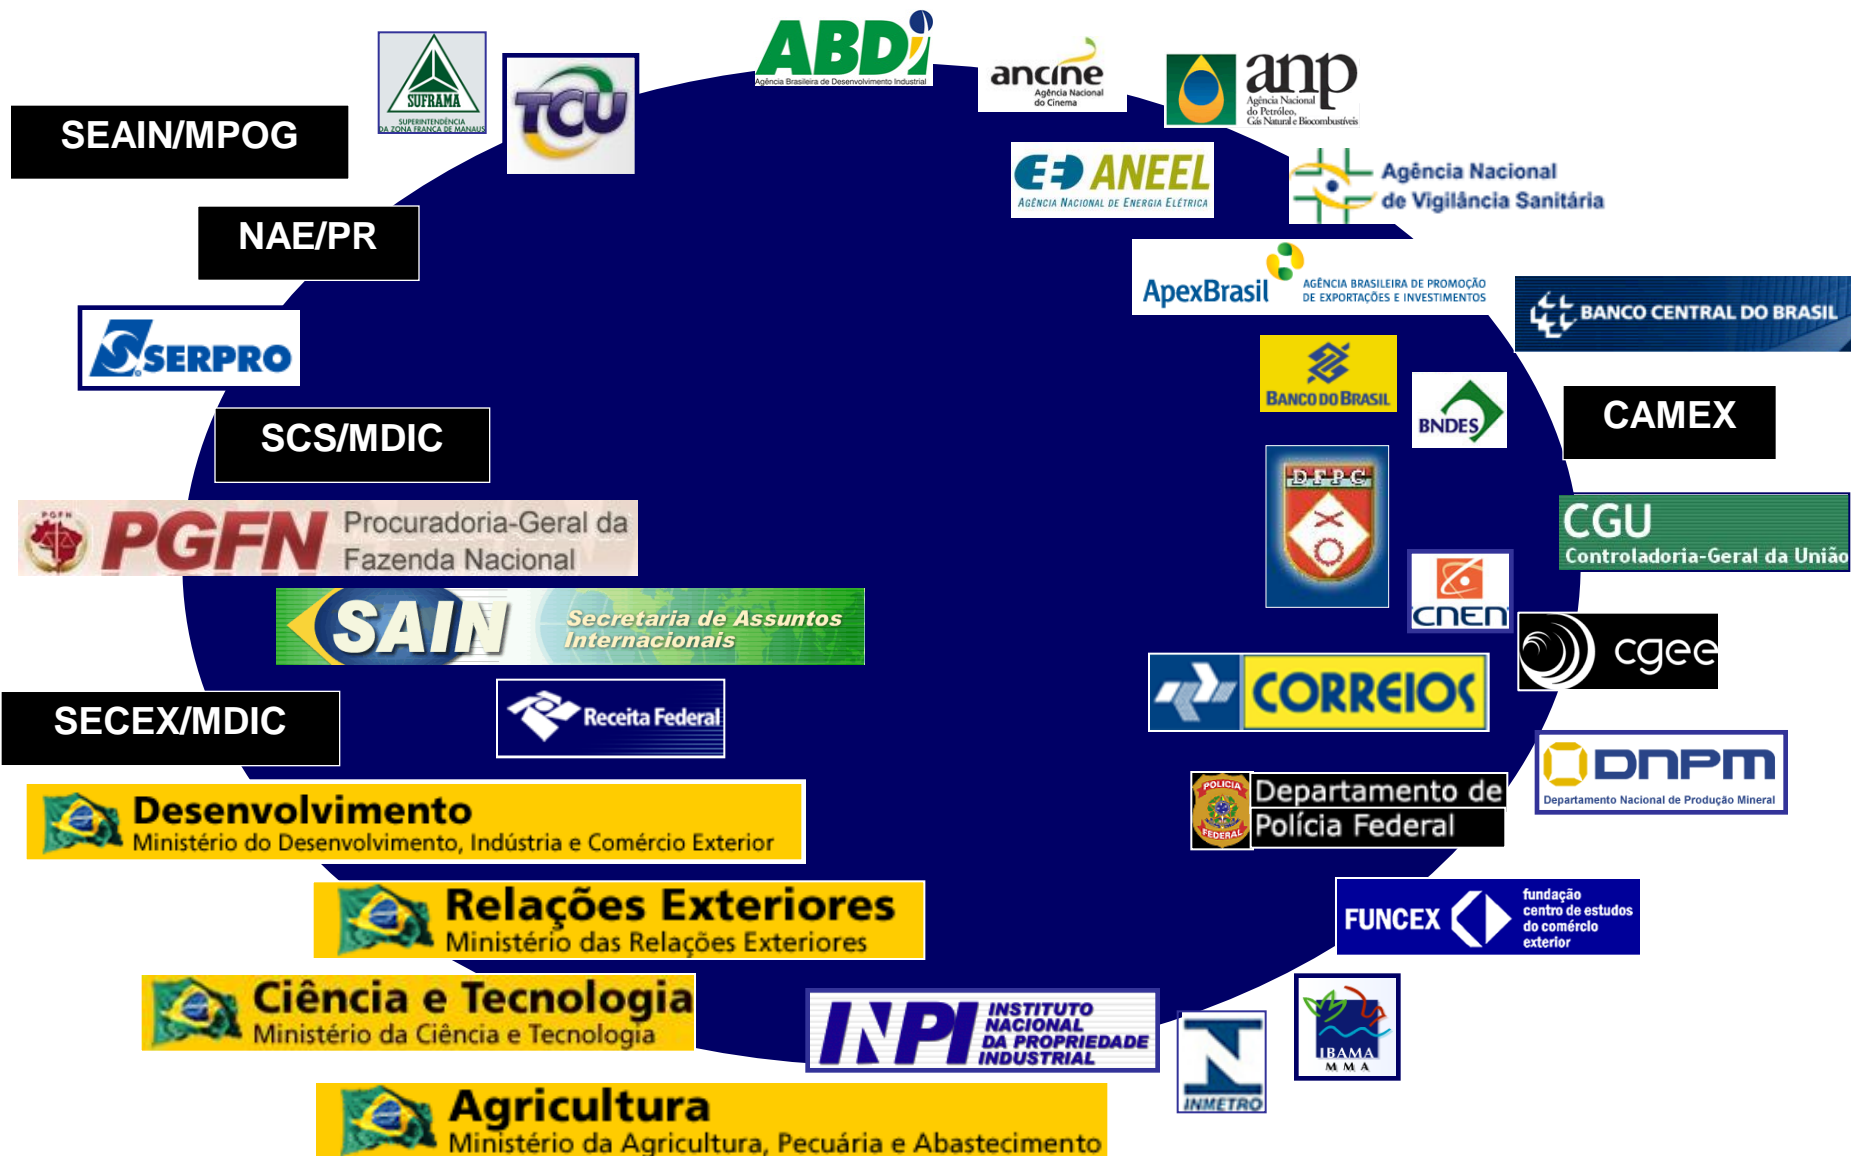 ABDi
Agência Brasileira de Desenvolvimento Industrial
SUFRAMA
SUPERINTENDÊNCIA
DA ZONA FRANCA DE MANAUS
TCU
ancine
Agência Nacional
do Cinema
anp
Agência Nacional
do Petróleo,
Gás Natural e Biocombustíveis
SEAIN/MPOG
ANEEL
AGÊNCIA NACIONAL DE ENERGIA ELÉTRICA
Agência Nacional
de Vigilância Sanitária
NAE/PR
ApexBrasil
AGÊNCIA BRASILEIRA DE PROMOÇÃO
DE EXPORTAÇÕES E INVESTIMENTOS
BANCO CENTRAL DO BRASIL
SERPRO
BANCO DO BRASIL
BNDES
CAMEX
SCS/MDIC
DFPC
PGFN
PGFN
Procuradoria-Geral da
Fazenda Nacional
CGU
Controladoria-Geral da União
CNEN
SAIN
Secretaria de Assuntos
Internacionais
cgee
CORREIOS
SECEX/MDIC
Receita Federal
DNPM
Departamento Nacional de Produção Mineral
POLICIA
FEDERAL
Departamento de
Polícia Federal
Desenvolvimento
Ministério do Desenvolvimento, Indústria e Comércio Exterior
Relações Exteriores
Ministério das Relações Exteriores
FUNCEX
fundação
centro de estudos
do comércio
exterior
Ciência e Tecnologia
Ministério da Ciência e Tecnologia
INPI
INSTITUTO
NACIONAL
DA PROPRIEDADE
INDUSTRIAL
INMETRO
IBAMA
M M A
Agricultura
Ministério da Agricultura, Pecuária e Abastecimento